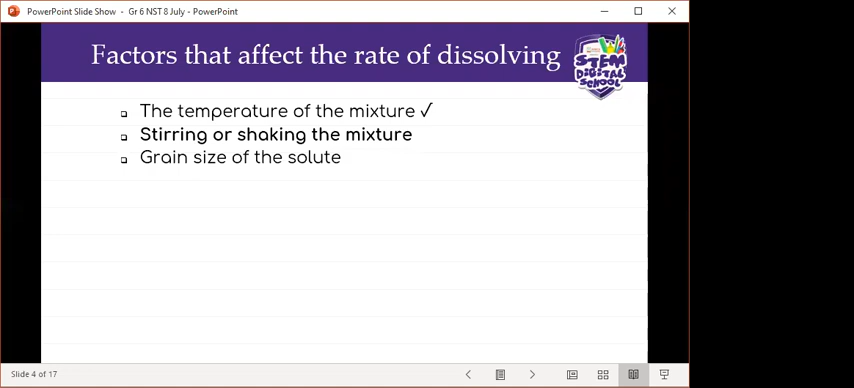 PowerPoint Slide Show - Gr 6 NST 8 July - PowerPoint
Factors that affect the rate of dissolving
STEM
DIGITAL
SCHOOL
The temperature of the mixture ✓
Stirring or shaking the mixture
Grain size of the solute
Slide 4 of 17